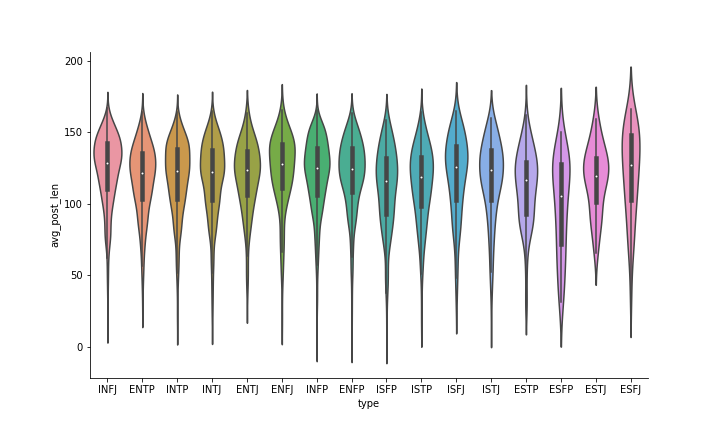 200
150
100
50
0
avg_post_len
INFJ ENTP INTP INTJ ENTJ ENFJ INFP ENFP ISFP ISTP ISFJ ISTJ ESTP ESFP ESTJ ESFJ
type